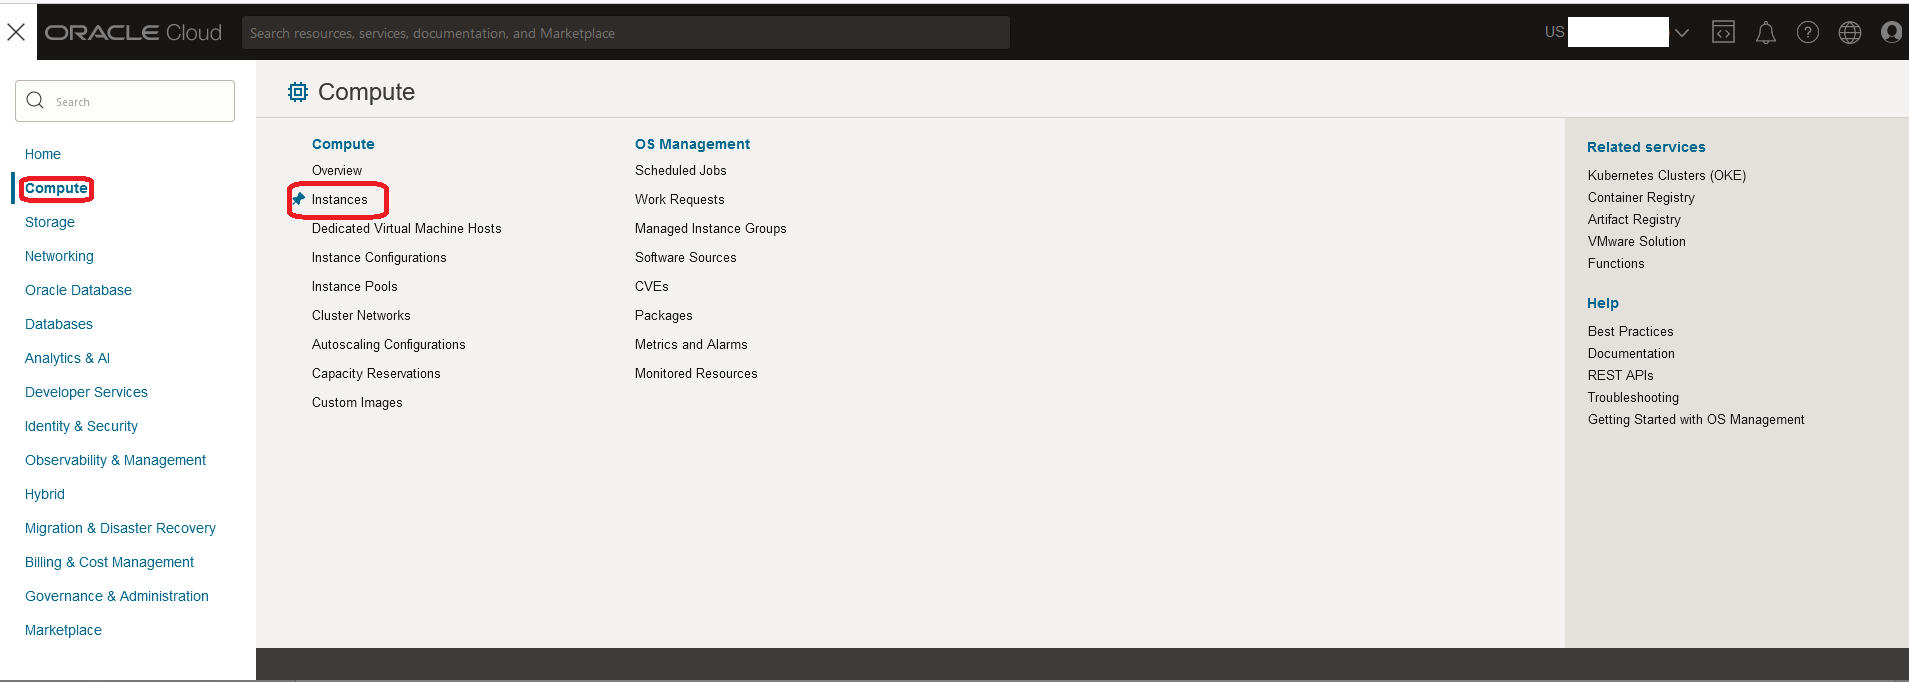 ORACLE Cloud
Search resources, services, documentation, and Marketplace
US
Search
Home
Compute
Storage
Networking
Oracle Database
Databases
Analytics & AI
Developer Services
Identity & Security
Observability & Management
Hybrid
Migration & Disaster Recovery
Billing & Cost Management
Governance & Administration
Marketplace
Compute
Compute
Overview
Instances
Dedicated Virtual Machine Hosts
Instance Configurations
Instance Pools
Cluster Networks
Autoscaling Configurations
Capacity Reservations
Custom Images
OS Management
Scheduled Jobs
Work Requests
Managed Instance Groups
Software Sources
CVEs
Packages
Metrics and Alarms
Monitored Resources
Related services
Kubernetes Clusters (OKE)
Container Registry
Artifact Registry
VMware Solution
Functions
Help
Best Practices
Documentation
REST APIs
Troubleshooting
Getting Started with OS Management